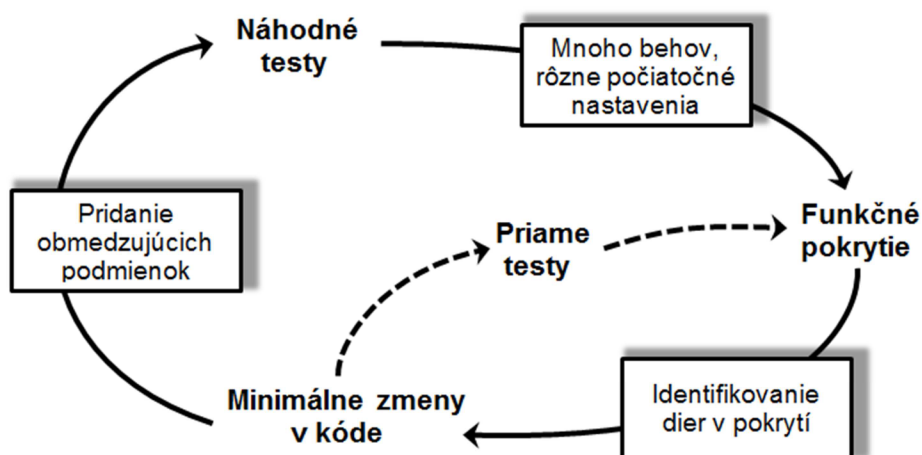 Náhodné
testy
Mnoho behov,
rôzne počiatočné
nastavenia
Pridanie
obmedzujúcich
podmienok
Priame
testy
Funkčné
pokrytie
Minimálne zmeny
v kóde
Identifikovanie
dier v pokrytí